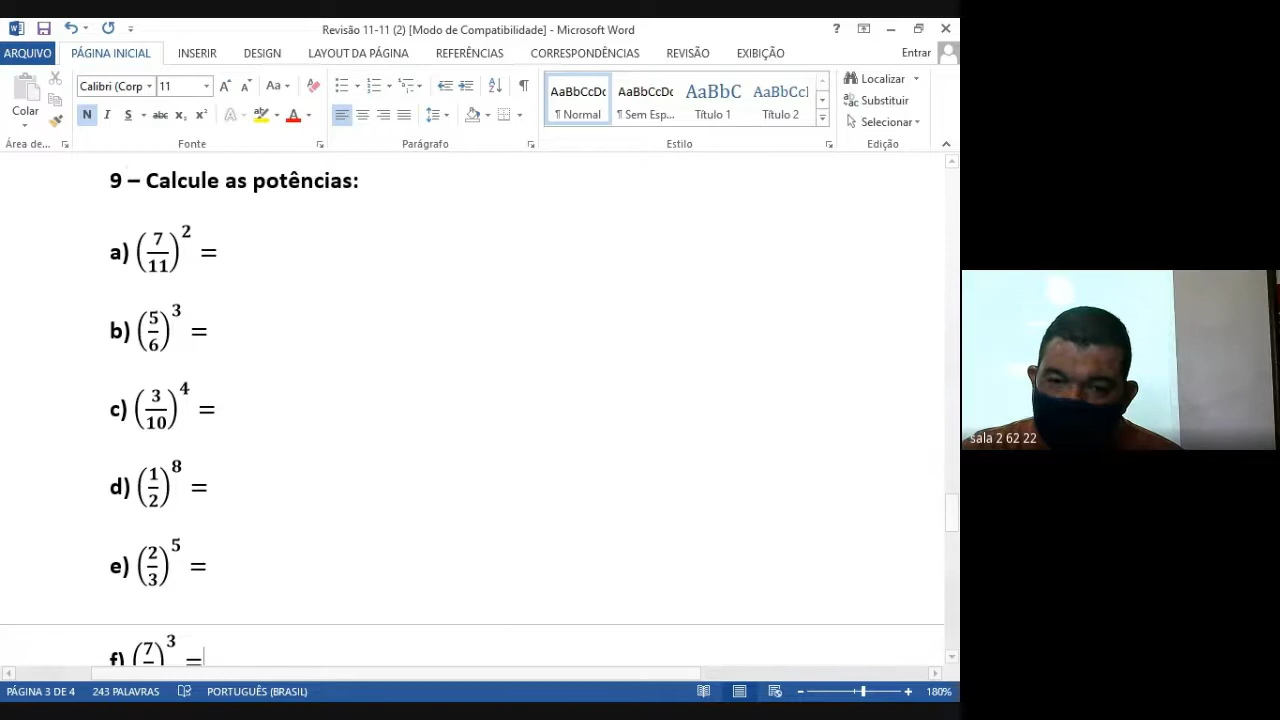 Revisão 11-11 (2) [Modo de Compatibilidade] - Microsoft Word
ARQUIVO PÁGINA INICIAL INSERIR DESIGN LAYOUT DA PÁGINA REFERÊNCIAS CORRESPONDÊNCIAS REVISÃO EXIBIÇÃO Entrar
Colar
Calibri (Corp 11
N I S abc x₂ x²
AaBbCcDc AaBbCcDc AaBbC AaBbCcI
¶ Normal ¶ Sem Esp... Título 1 Título 2
Localizar
Substituir
Selecionar
Área de... Fonte Parágrafo Estilo Edição
9 – Calcule as potências:
a) (7/11)² =
b) (5/6)³ =
c) (3/10)⁴ =
d) (1/2)⁸ =
e) (2/3)⁵ =
f) (7/ )³ =
sala 2 62 22
PÁGINA 3 DE 4 243 PALAVRAS PORTUGUÊS (BRASIL) 180%